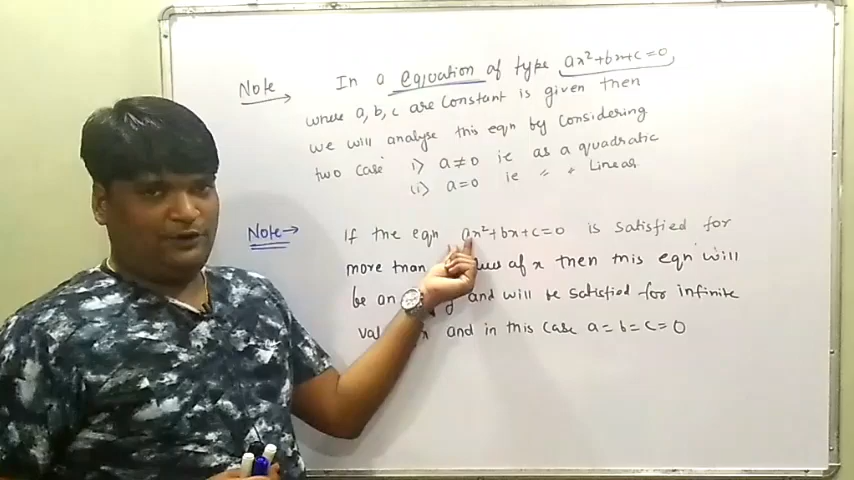 Note → In a equation of type ax²+bx+c=0
where a, b, c are constant is given then
we will analyse this eqn by considering
two case i) a≠0 ie as a quadratic
(i) a=0 ie " " Linear
Note → If the eqn ax²+bx+c=0 is satisfied for
more than of x then this eqn will
be an and will be satisfied for infinite
and in this case a=b=c=0